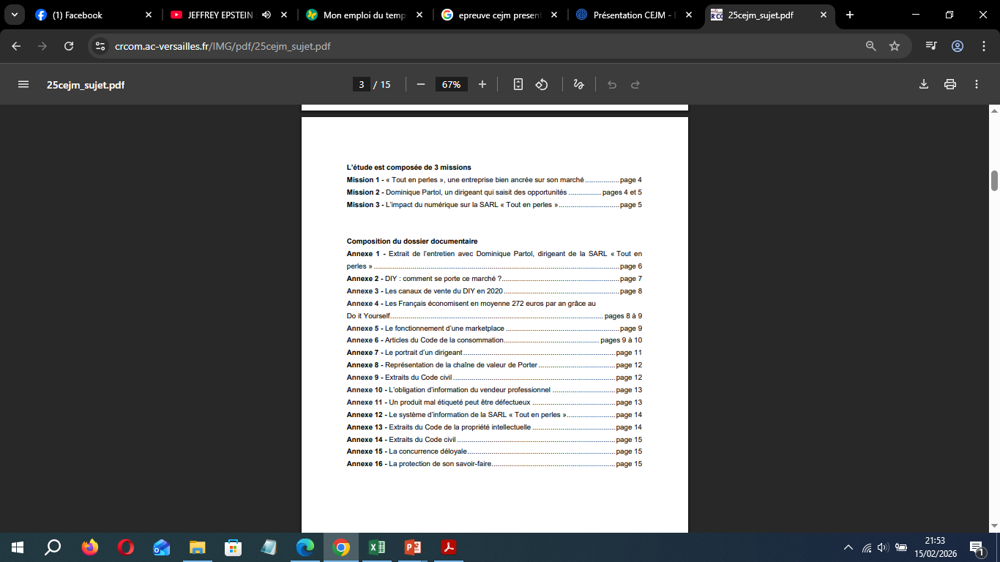 (1) Facebook
JEFFREY EPSTEIN
Mon emploi du temp
epreuve cejm present
Présentation CEJM - E
25cejm_sujet.pdf
crcom.ac-versailles.fr/IMG/pdf/25cejm_sujet.pdf
25cejm_sujet.pdf
3 / 15
67%
L'étude est composée de 3 missions
Mission 1 - « Tout en perles », une entreprise bien ancrée sur son marché.................page 4
Mission 2 - Dominique Partol, un dirigeant qui saisit des opportunités ............... pages 4 et 5
Mission 3 - L'impact du numérique sur la SARL « Tout en perles »..............................page 5
Composition du dossier documentaire
Annexe 1 - Extrait de l'entretien avec Dominique Partol, dirigeant de la SARL « Tout en
perles » ..........................................................................................................................page 6
Annexe 2 - DIY : comment se porte ce marché ?..........................................................page 7
Annexe 3 - Les canaux de vente du DIY en 2020.........................................................page 8
Annexe 4 - Les Français économisent en moyenne 272 euros par an grâce au
Do it Yourself......................................................................................................... pages 8 à 9
Annexe 5 - Le fonctionnement d'une marketplace ........................................................page 9
Annexe 6 - Articles du Code de la consommation.............................................. pages 9 à 10
Annexe 7 - Le portrait d'un dirigeant...........................................................................page 11
Annexe 8 - Représentation de la chaîne de valeur de Porter......................................page 12
Annexe 9 - Extraits du Code civil.................................................................................page 12
Annexe 10 - L'obligation d'information du vendeur professionnel ...............................page 13
Annexe 11 - Un produit mal étiqueté peut être défectueux .........................................page 13
Annexe 12 - Le système d'information de la SARL « Tout en perles »........................page 14
Annexe 13 - Extraits du Code de la propriété intellectuelle .........................................page 14
Annexe 14 - Extraits du Code civil...............................................................................page 15
Annexe 15 - La concurrence déloyale..........................................................................page 15
Annexe 16 - La protection de son savoir-faire..............................................................page 15
21:53
15/02/2026
1